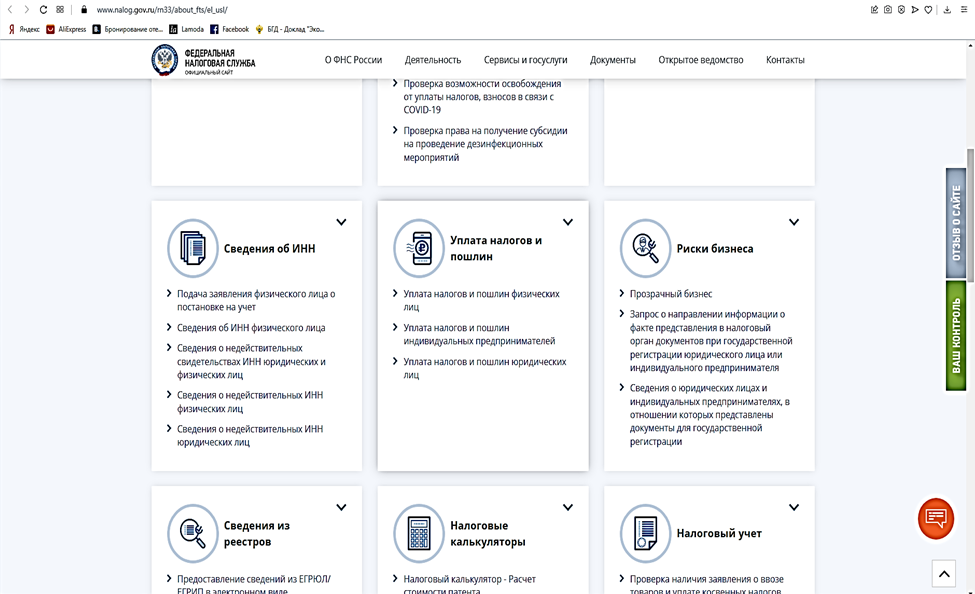 www.nalog.gov.ru/rn33/about_fts/el_usl/
Яндекс AliExpress Бронирование оте... Lamoda Facebook БГД - Доклад "Эко...
ФЕДЕРАЛЬНАЯ
НАЛОГОВАЯ СЛУЖБА
ОФИЦИАЛЬНЫЙ САЙТ
О ФНС России Деятельность Сервисы и госуслуги Документы Открытое ведомство Контакты
Проверка возможности освобождения
от уплаты налогов, взносов в связи с
COVID-19
Проверка права на получение субсидии
на проведение дезинфекционных
мероприятий
Сведения об ИНН
Подача заявления физического лица о
постановке на учет
Сведения об ИНН физического лица
Сведения о недействительных
свидетельствах ИНН юридических и
физических лиц
Сведения о недействительных ИНН
физических лиц
Сведения о недействительных ИНН
юридических лиц
Уплата налогов и
пошлин
Уплата налогов и пошлин физических
лиц
Уплата налогов и пошлин
индивидуальных предпринимателей
Уплата налогов и пошлин юридических
лиц
Риски бизнеса
Прозрачный бизнес
Запрос о направлении информации о
факте представления в налоговый
орган документов при государственной
регистрации юридического лица или
индивидуального предпринимателя
Сведения о юридических лицах и
индивидуальных предпринимателях, в
отношении которых представлены
документы для государственной
регистрации
ОТЗЫВ О САЙТЕ
ВАШ КОНТРОЛЬ
Сведения из
реестров
Предоставление сведений из ЕГРЮЛ/
ЕГРИП в электронном виде
Налоговые
калькуляторы
Налоговый калькулятор - Расчет
стоимости патента
Налоговый учет
Проверка наличия заявления о ввозе
товаров и уплате косвенных налогов